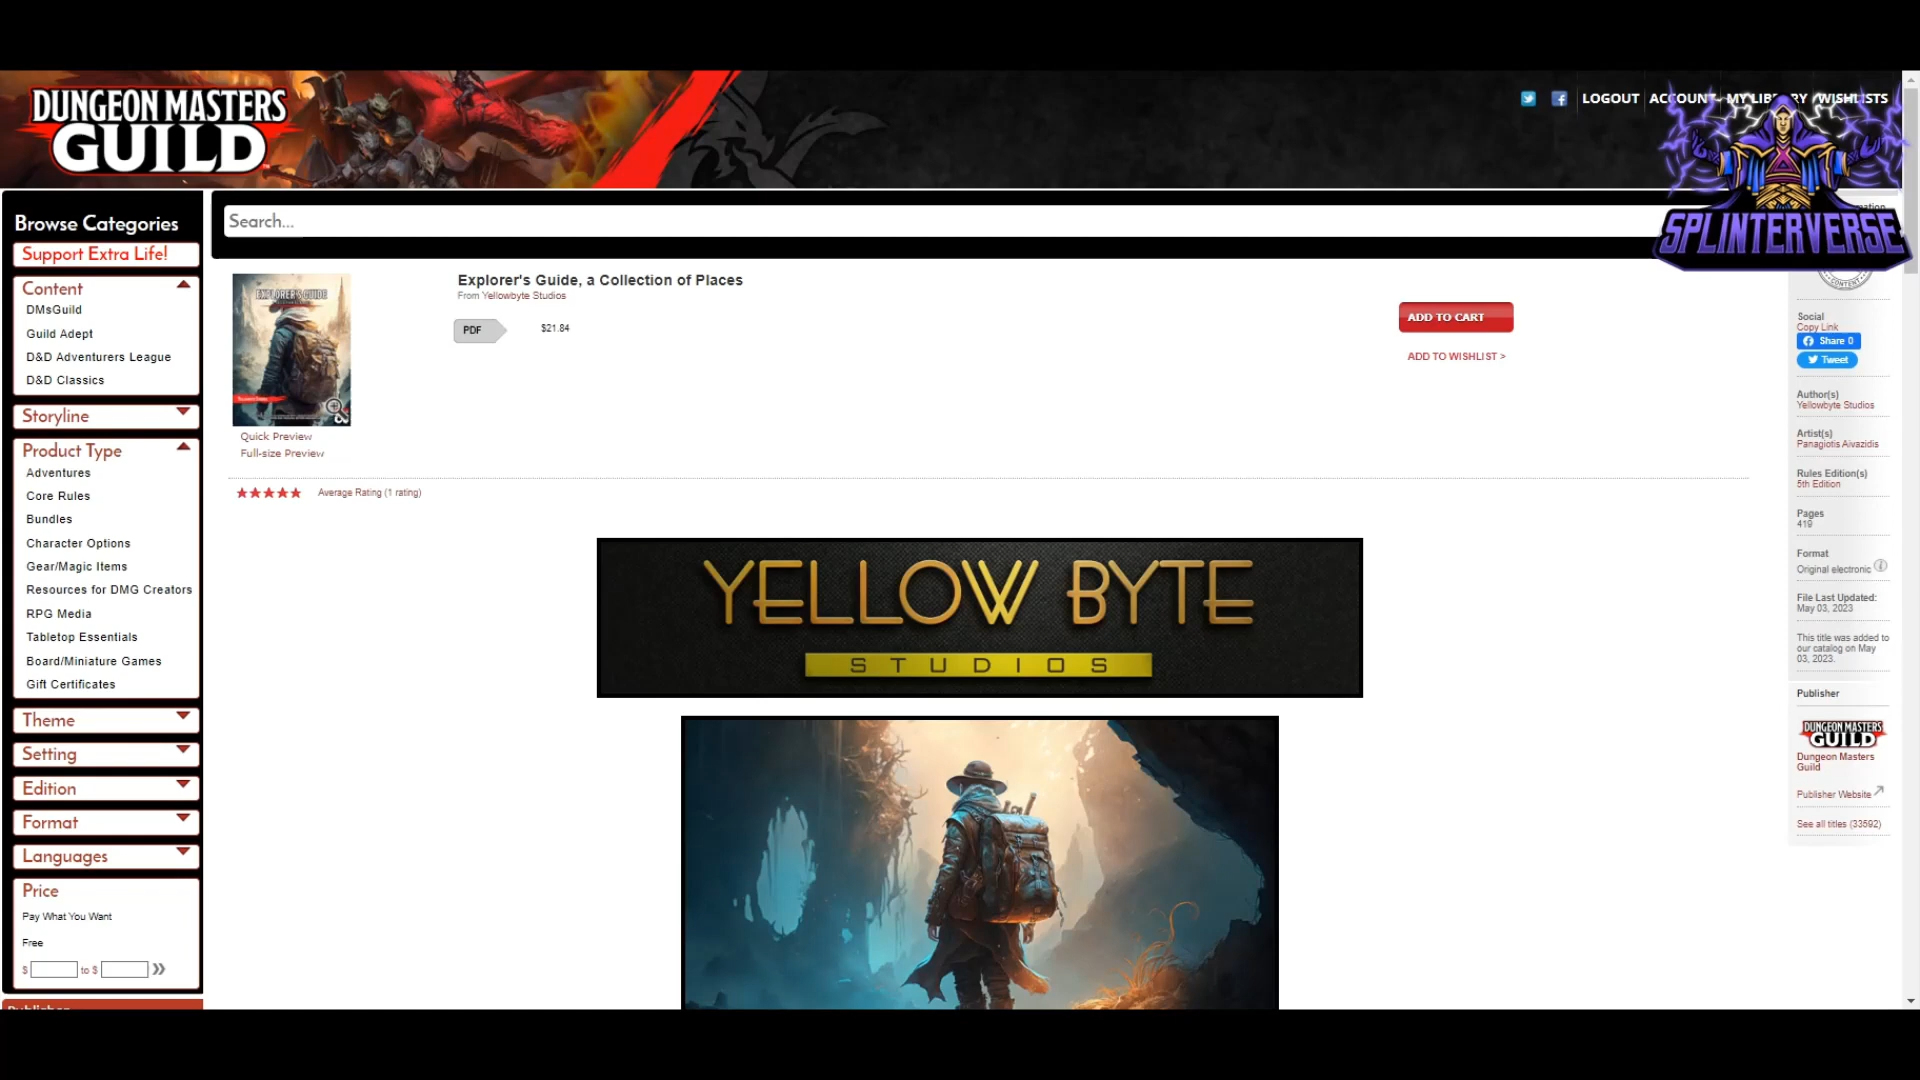 DUNGEON MASTERS
GUILD
LOGOUT ACCOUNT MY LIBRARY WISHLISTS
SPLINTERVERSE
Browse Categories
Support Extra Life!
Content
DMsGuild
Guild Adept
D&D Adventurers League
D&D Classics
Storyline
Product Type
Adventures
Core Rules
Bundles
Character Options
Gear/Magic Items
Resources for DMG Creators
RPG Media
Tabletop Essentials
Board/Miniature Games
Gift Certificates
Theme
Setting
Edition
Format
Languages
Price
Pay What You Want
Free
$ to $ »
Publisher
Search...
EXPLORER'S GUIDE
Quick Preview
Full-size Preview
Explorer's Guide, a Collection of Places
From Yellowbyte Studios
PDF
$21.84
ADD TO CART
ADD TO WISHLIST >
Average Rating (1 rating)
YELLOW BYTE
STUDIOS
CONTENT
Social
Copy Link
Share 0
Tweet
Author(s)
Yellowbyte Studios
Artist(s)
Panagiotis Aivazidis
Rules Edition(s)
5th Edition
Pages
419
Format
Original electronic
File Last Updated:
May 03, 2023
This title was added to
our catalog on May
03, 2023.
Publisher
DUNGEON MASTERS
GUILD
Dungeon Masters
Guild
Publisher Website
See all titles (33592)